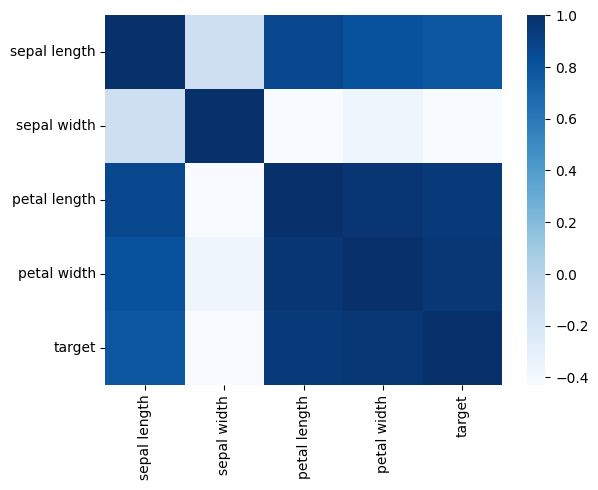 sepal length
sepal width
petal length
petal width
target
sepal length
sepal width
petal length
petal width
target
1.0
0.8
0.6
0.4
0.2
0.0
−0.2
−0.4